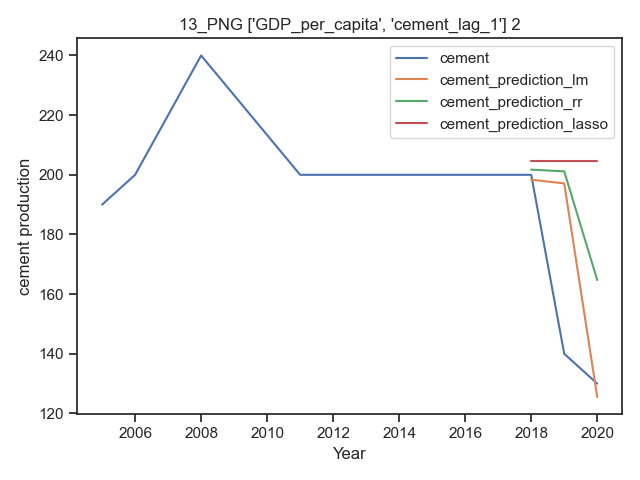 13_PNG ['GDP_per_capita', 'cement_lag_1'] 2
cement
cement_prediction_lm
cement_prediction_rr
cement_prediction_lasso
cement production
240
220
200
180
160
140
120
2006 2008 2010 2012 2014 2016 2018 2020
Year